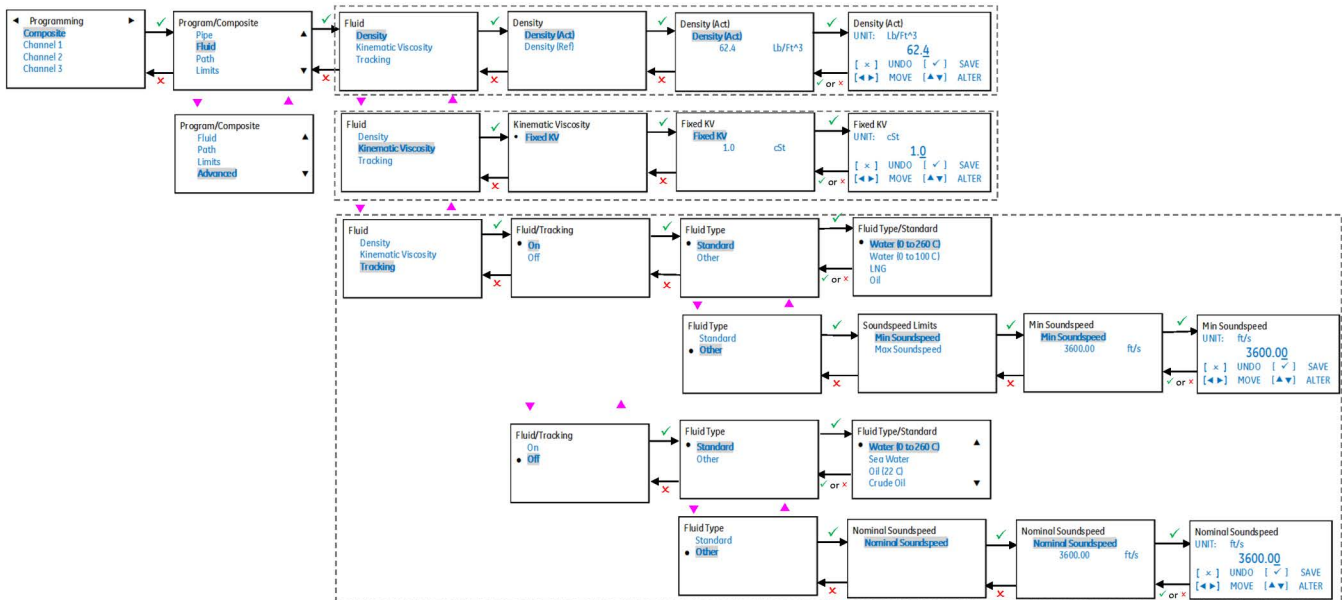 ◄ Programming ►
Composite
Channel 1
Channel 2
Channel 3
Program/Composite
Pipe
Fluid
Path
Limits
Fluid
Density
Kinematic Viscosity
Tracking
Density
Density (Act)
Density (Ref)
Density (Act)
Density (Act)
62.4 Lb/Ft^3
Density (Act)
UNIT: Lb/Ft^3
62.4
[ × ] UNDO [ ✓ ] SAVE
[◄ ►] MOVE [▲▼] ALTER
✓ or ×
Program/Composite
Fluid
Path
Limits
Advanced
Fluid
Density
Kinematic Viscosity
Tracking
Kinematic Viscosity
• Fixed KV
Fixed KV
Fixed KV
1.0 cSt
Fixed KV
UNIT: cSt
1.0
[ × ] UNDO [ ✓ ] SAVE
[◄ ►] MOVE [▲▼] ALTER
✓ or ×
Fluid
Density
Kinematic Viscosity
Tracking
Fluid/Tracking
• On
Off
Fluid Type
• Standard
Other
Fluid Type/Standard
• Water (0 to 260 C)
Water (0 to 100 C)
LNG
Oil
✓ or ×
Fluid Type
Standard
• Other
Soundspeed Limits
Min Soundspeed
Max Soundspeed
Min Soundspeed
Min Soundspeed
3600.00 ft/s
Min Soundspeed
UNIT: ft/s
3600.00
[ × ] UNDO [ ✓ ] SAVE
[◄ ►] MOVE [▲▼] ALTER
✓ or ×
Fluid/Tracking
On
• Off
Fluid Type
• Standard
Other
Fluid Type/Standard
• Water (0 to 260 C)
Sea Water
Oil (22 C)
Crude Oil
✓ or ×
Fluid Type
Standard
• Other
Nominal Soundspeed
Nominal Soundspeed
Nominal Soundspeed
Nominal Soundspeed
3600.00 ft/s
Nominal Soundspeed
UNIT: ft/s
3600.00
[ × ] UNDO [ ✓ ] SAVE
[◄ ►] MOVE [▲▼] ALTER
✓ or ×